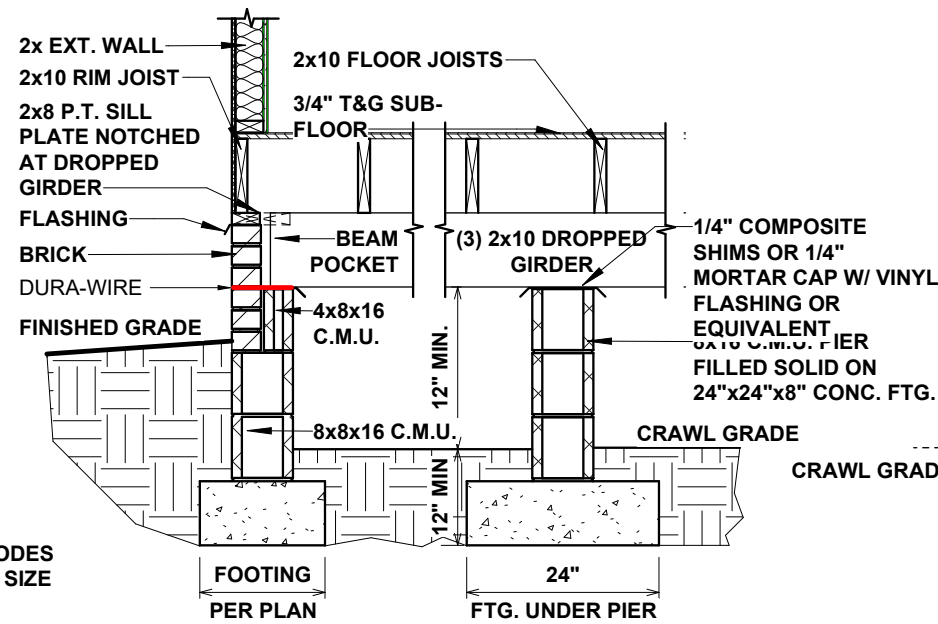 2x EXT. WALL
2x10 RIM JOIST
2x8 P.T. SILL
PLATE NOTCHED
AT DROPPED
GIRDER
FLASHING
BRICK
DURA-WIRE
FINISHED GRADE
2x10 FLOOR JOISTS
3/4" T&G SUB-
FLOOR
BEAM
POCKET
(3) 2x10 DROPPED
GIRDER
4x8x16
C.M.U.
8x8x16 C.M.U.
12" MIN.
12" MIN
1/4" COMPOSITE
SHIMS OR 1/4"
MORTAR CAP W/ VINYL
FLASHING OR
EQUIVALENT
8x16 C.M.U. PIER
FILLED SOLID ON
24"x24"x8" CONC. FTG.
CRAWL GRADE
CRAWL GRAD
ODES
SIZE
FOOTING
PER PLAN
24"
FTG. UNDER PIER